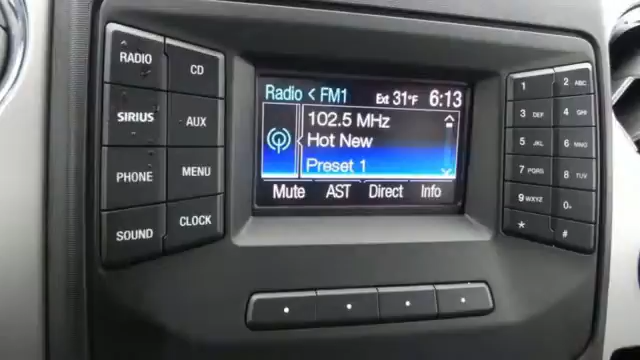 RADIO
CD
SIRIUS
AUX
PHONE
MENU
SOUND
CLOCK
Radio < FM1 Ext 31°F 6:13
102.5 MHz
Hot New
Preset 1
Mute AST Direct Info
1 2 ABC
3 DEF 4 GHI
5 JKL 6 MNO
7 PQRS 8 TUV
9 WXYZ 0+
* #